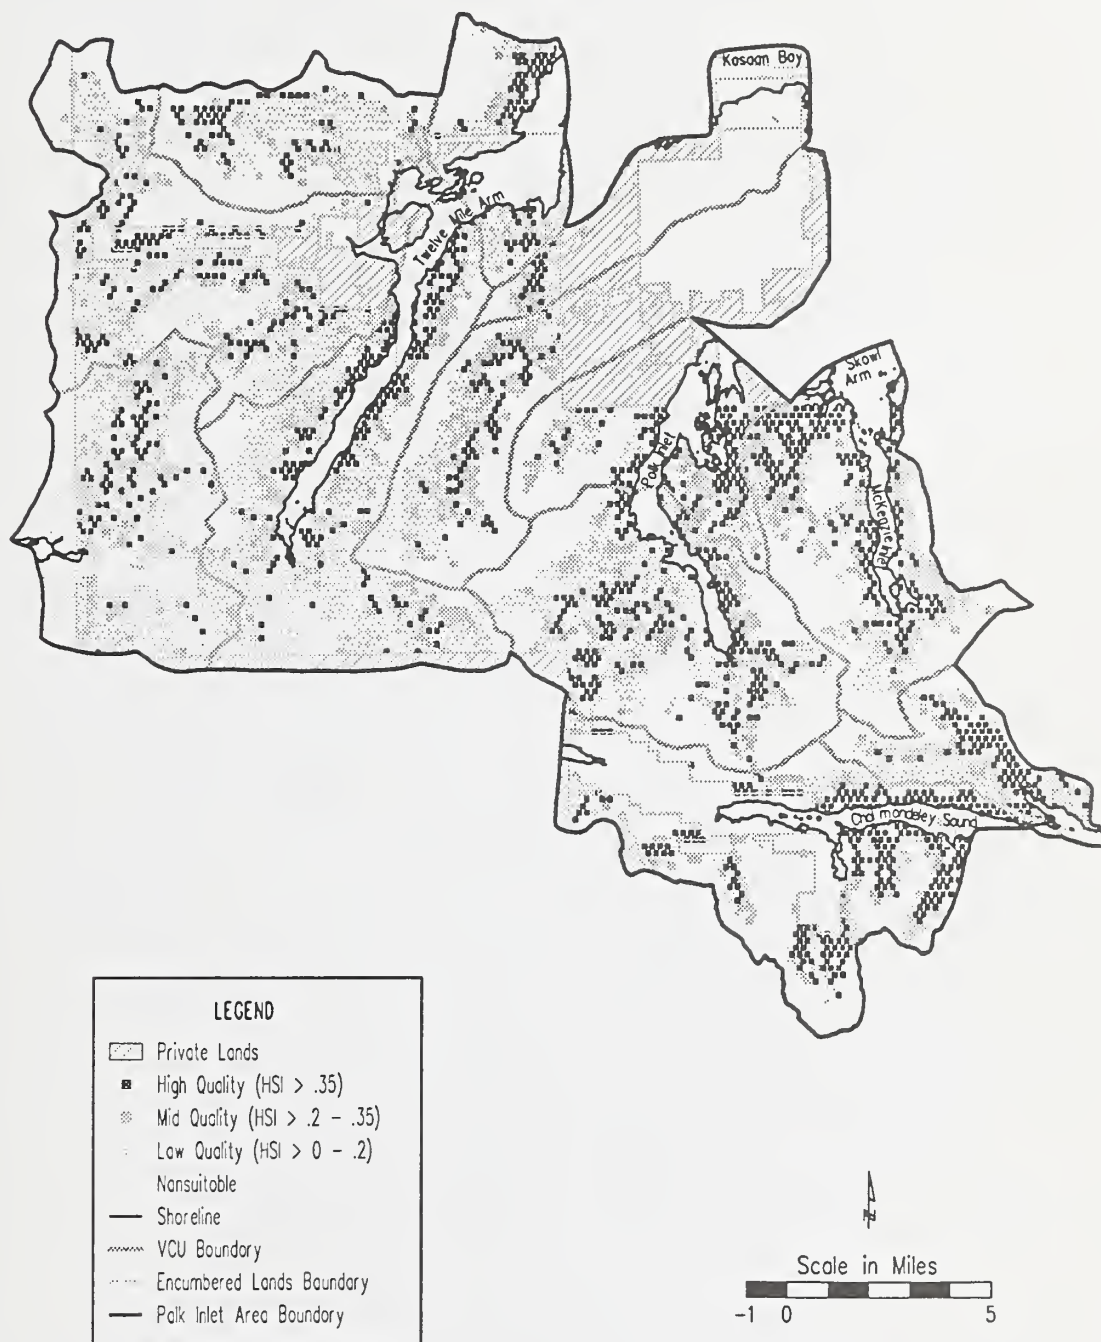 Kasaan Bay
Twelve Mile Arm
Skowl
Arm
Polk Inlet
McKenzie Inlet
Cholmondeley Sound
LEGEND
Private Lands
High Quality (HSI > .35)
Mid Quality (HSI > .2 - .35)
Low Quality (HSI > 0 - .2)
Nonsuitable
Shoreline
VCU Boundary
Encumbered Lands Boundary
Polk Inlet Area Boundary
N
Scale in Miles
-1 0 5